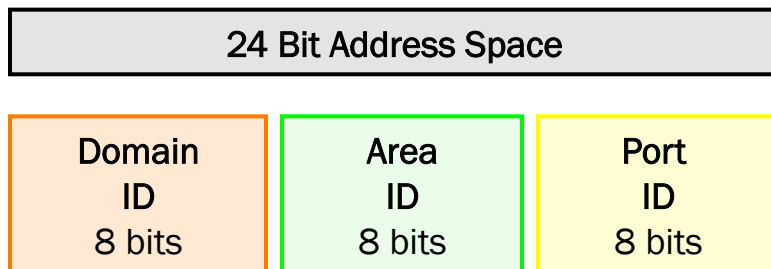 24 Bit Address Space
Domain
ID
8 bits
Area
ID
8 bits
Port
ID
8 bits